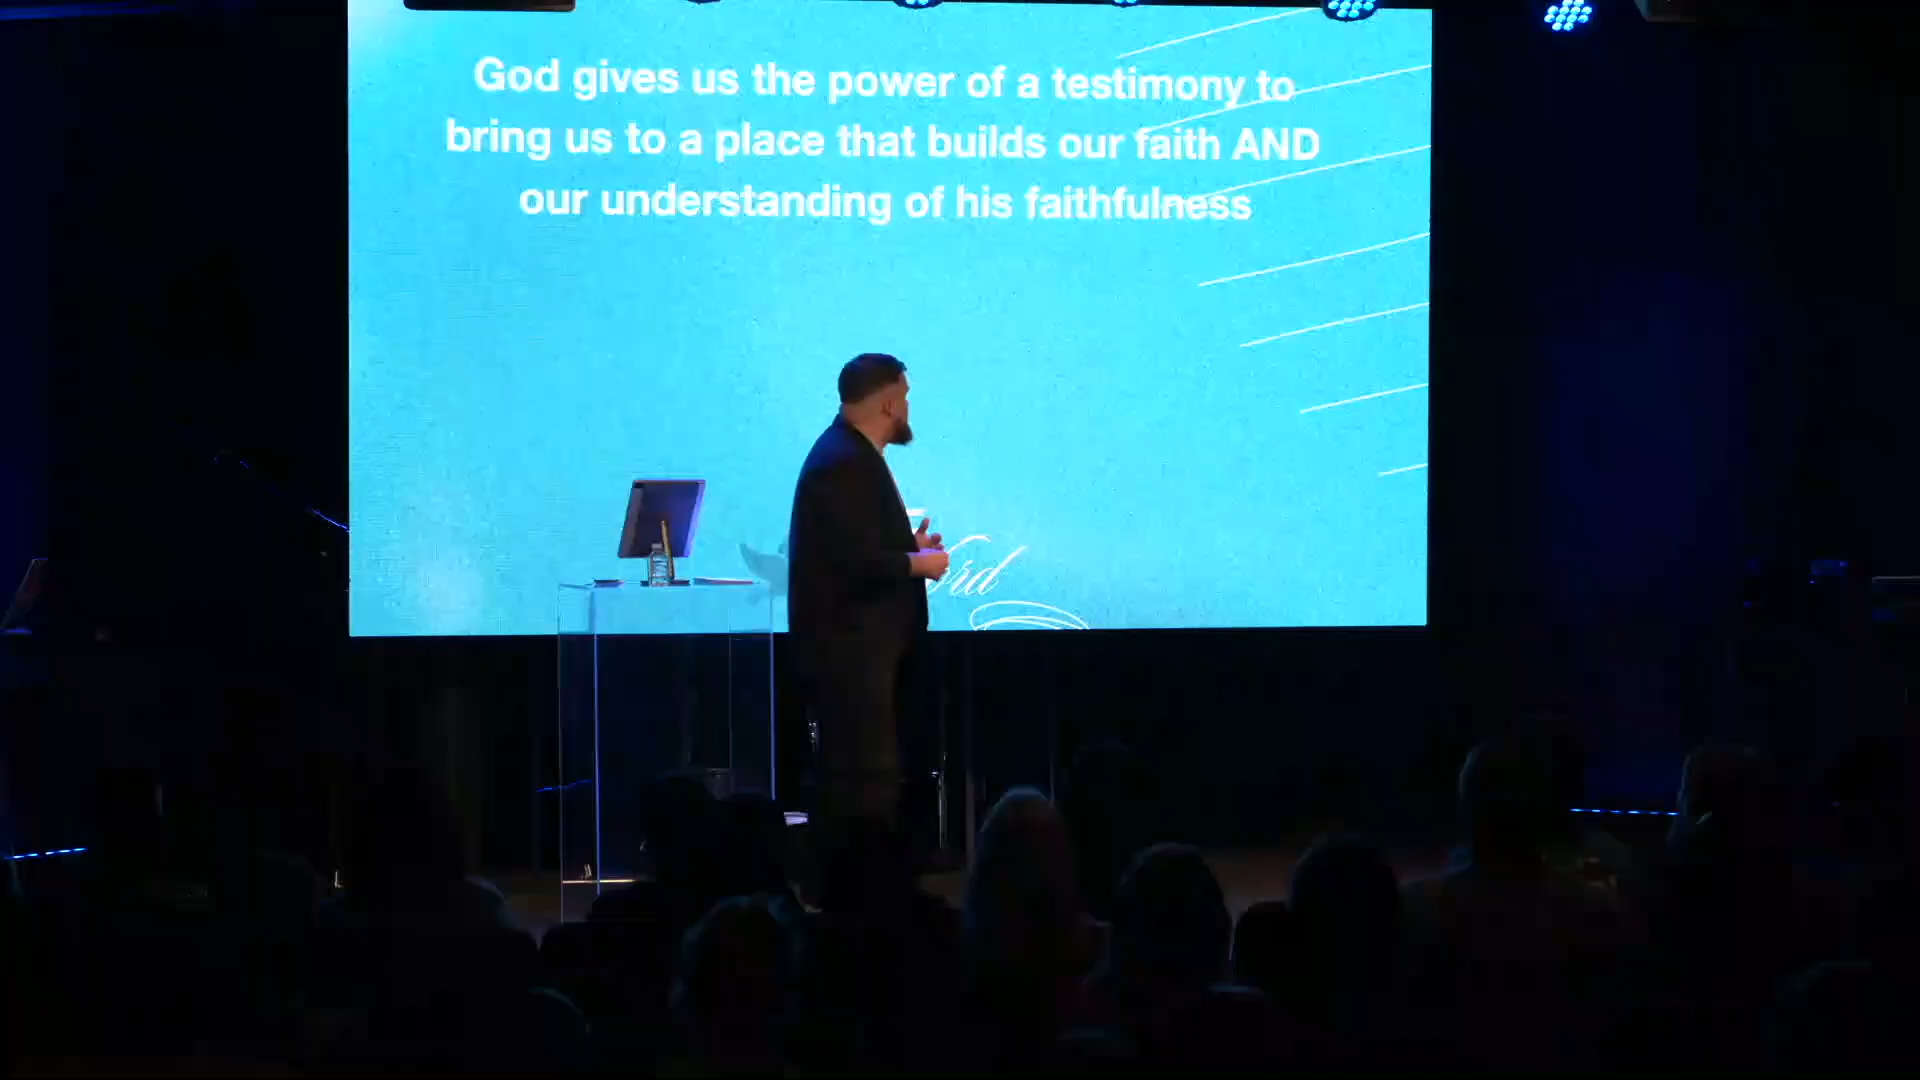 God gives us the power of a testimony to
bring us to a place that builds our faith AND
our understanding of his faithfulness